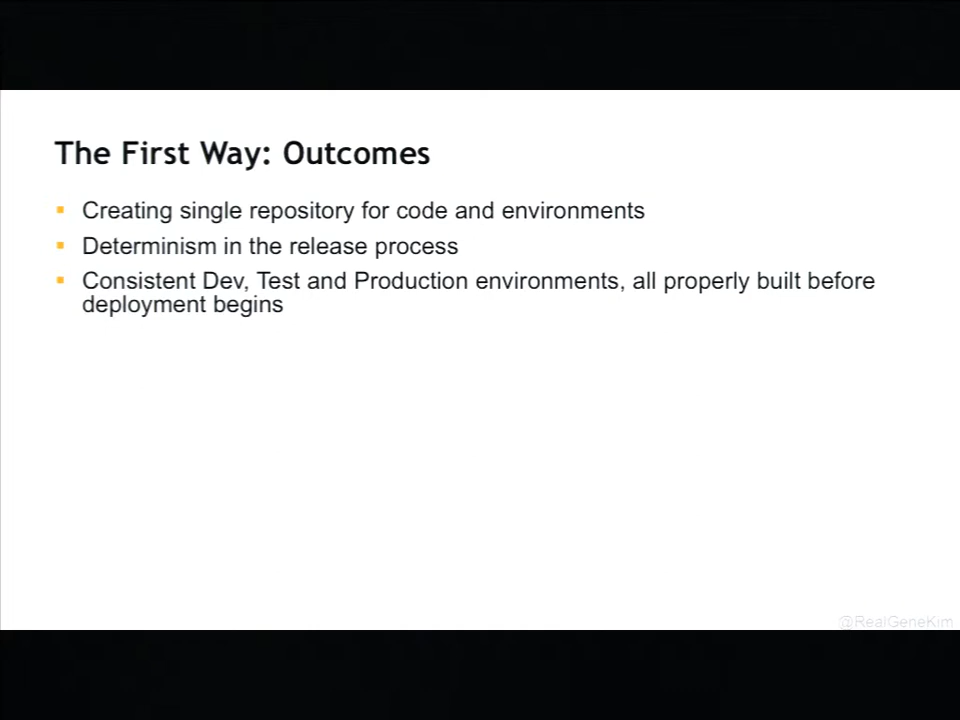 The First Way: Outcomes
Creating single repository for code and environments
Determinism in the release process
Consistent Dev, Test and Production environments, all properly built before
deployment begins
@RealGeneKim